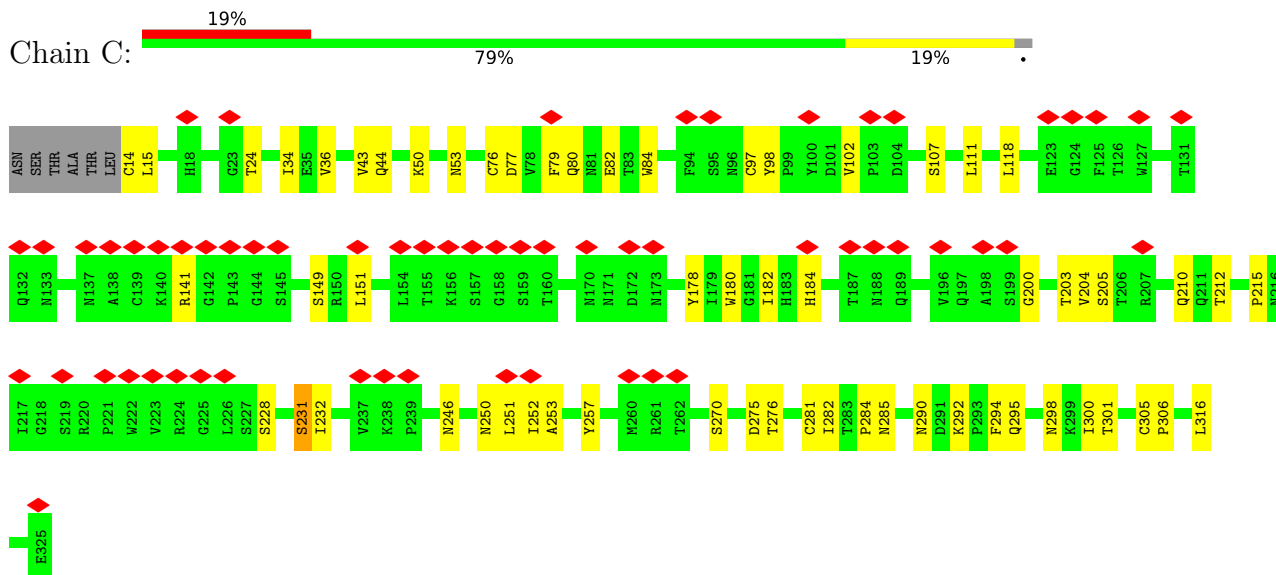 19%
Chain C:
79% 19% •
ASN SER THR ALA THR LEU C14 L15 H18 G23 T24 I34 E35 V36 V43 Q44 K50 N53 C76 D77 V78 F79 Q80 N81 E82 T83 W84 F94 S95 N96 C97 Y98 P99 Y100 D101 V102 P103 D104 S107 L111 L118 E123 G124 F125 T126 W127 T131
Q132 N133 N137 A138 C139 K140 R141 G142 P143 G144 S145 S149 R150 L151 L154 T155 K156 S157 G158 S159 T160 N170 N171 D172 N173 Y178 I179 W180 G181 I182 H183 H184 T187 N188 Q189 V196 Q197 A198 S199 G200 T203 V204 S205 T206 R207 Q210 Q211 T212 P215 N216
I217 G218 S219 R220 P221 W222 V223 R224 G225 L226 S227 S228 S231 I232 V237 K238 P239 N246 N250 L251 I252 A253 Y257 M260 R261 T262 S270 D275 T276 C281 I282 T283 P284 N285 N290 D291 K292 P293 F294 Q295 N298 K299 I300 T301 C305 P306 L316
E325